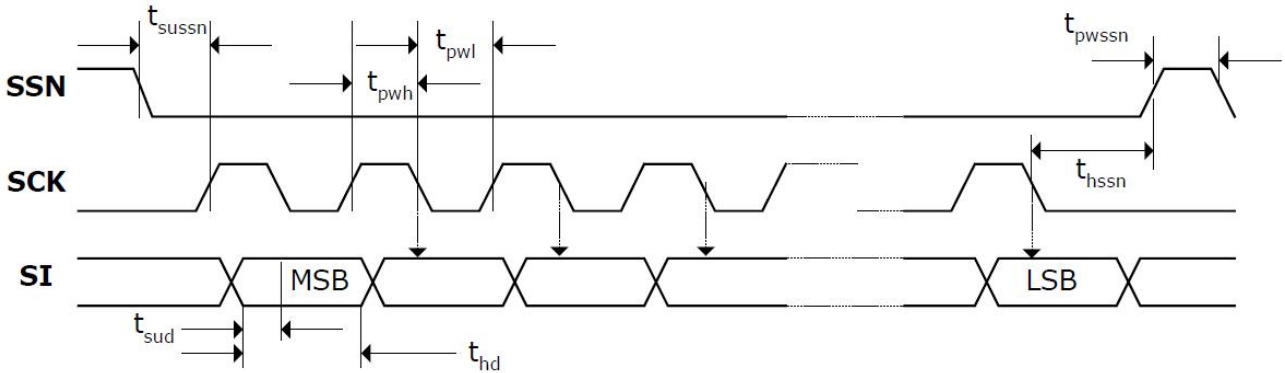 tsussn
tpwl
tpwssn
SSN
tpwh
SCK
thssn
SI
MSB
LSB
tsud
thd